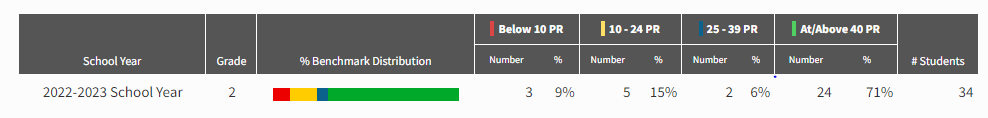 Below 10 PR 10 - 24 PR 25 - 39 PR At/Above 40 PR
School Year Grade % Benchmark Distribution Number % Number % Number % Number % # Students
2022-2023 School Year 2 3 9% 5 15% 2 6% 24 71% 34